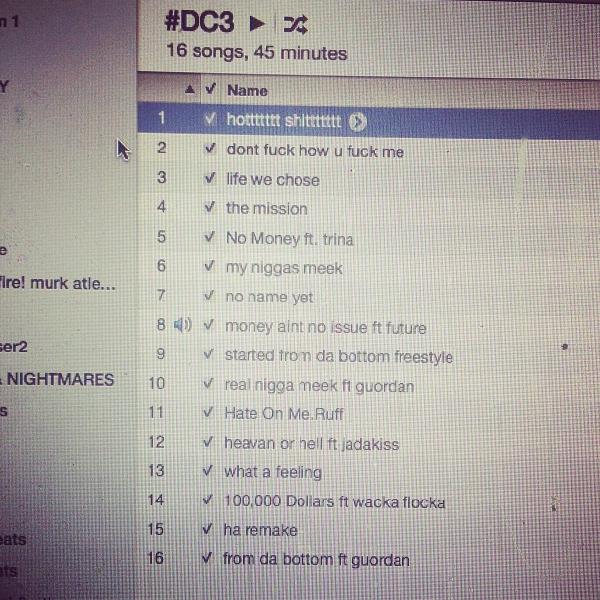 n 1
#DC3
16 songs, 45 minutes
Y
✓ Name
1 ✓ hottttttt shitttttttt
2 ✓ dont fuck how u fuck me
3 ✓ life we chose
4 ✓ the mission
5 ✓ No Money ft. trina
e
6 ✓ my niggas meek
fire! murk atle...
7 ✓ no name yet
8 ✓ money aint no issue ft future
ser2
9 ✓ started from da bottom freestyle
NIGHTMARES
10 ✓ real nigga meek ft guordan
s
11 ✓ Hate On Me.Ruff
12 ✓ heavan or hell ft jadakiss
13 ✓ what a feeling
14 ✓ 100,000 Dollars ft wacka flocka
15 ✓ ha remake
eats
16 ✓ from da bottom ft guordan
ats